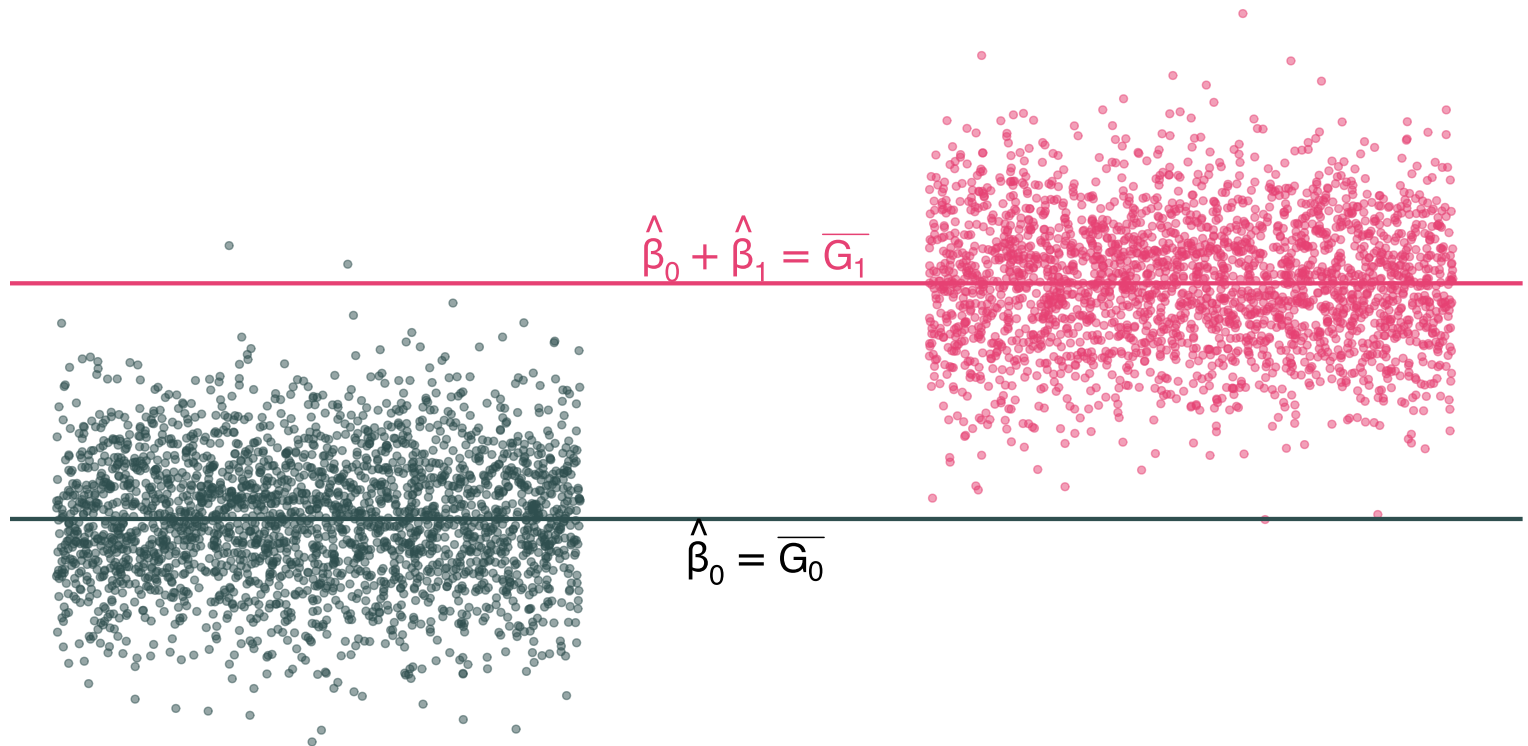 β̂₀ + β̂₁ = G̅₁
β̂₀ = G̅₀